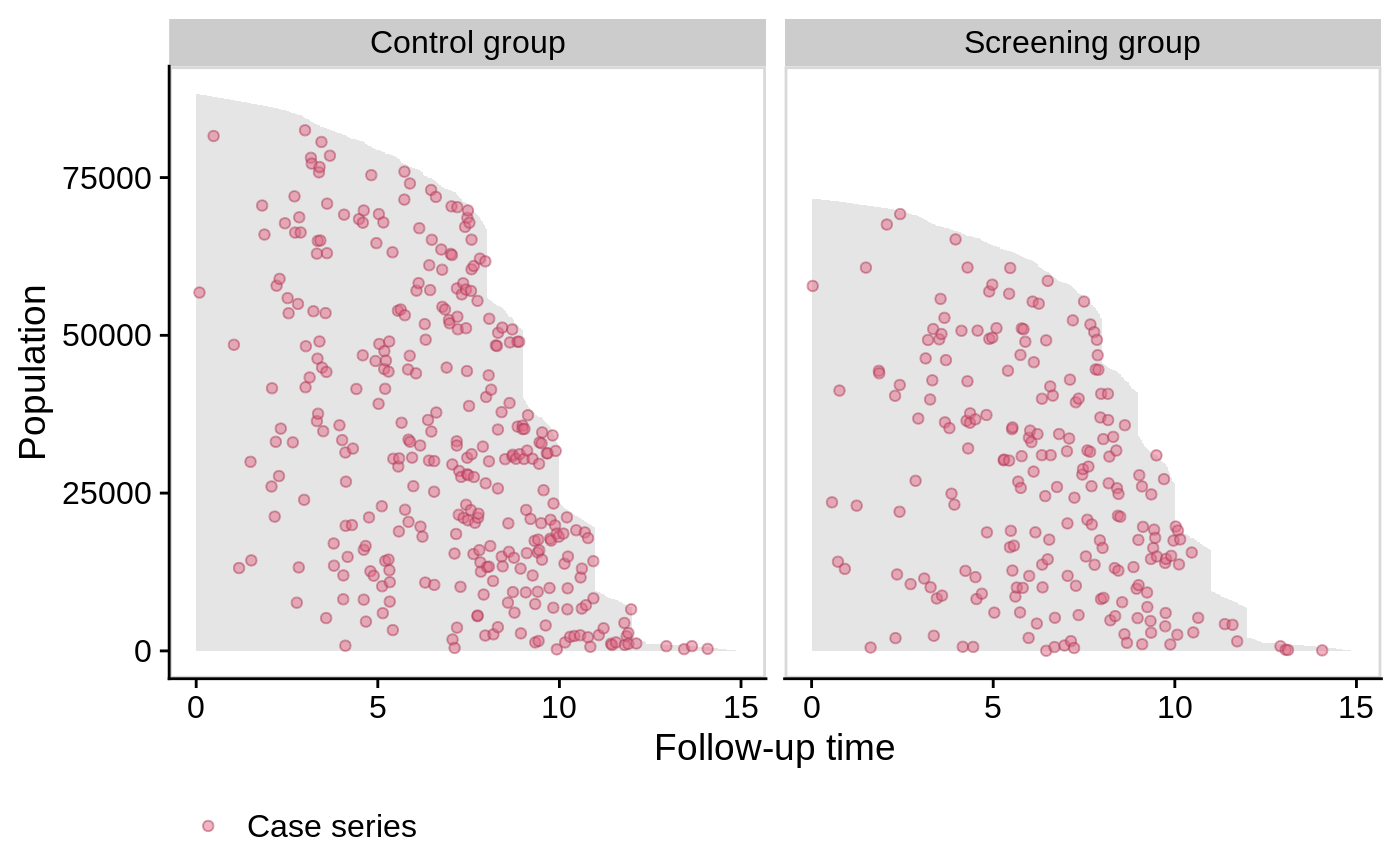 Control group
Screening group
Population
75000
50000
25000
0
0 5 10 15
0 5 10 15
Follow-up time
Case series